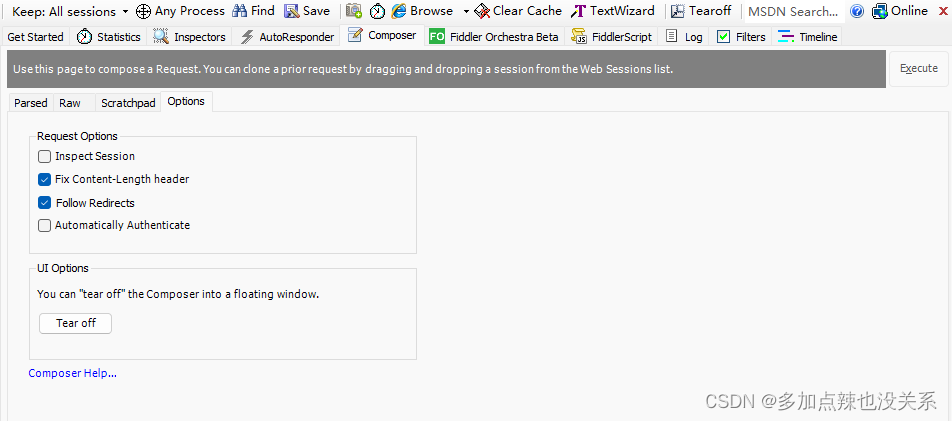 Keep: All sessions Any Process Find Save Browse Clear Cache TextWizard Tearoff MSDN Search... Online
Get Started Statistics Inspectors AutoResponder Composer FO Fiddler Orchestra Beta FiddlerScript Log Filters Timeline
Use this page to compose a Request. You can clone a prior request by dragging and dropping a session from the Web Sessions list. Execute
Parsed Raw Scratchpad Options
Request Options
Inspect Session
Fix Content-Length header
Follow Redirects
Automatically Authenticate
UI Options
You can "tear off" the Composer into a floating window.
Tear off
Composer Help...
CSDN @多加点辣也没关系